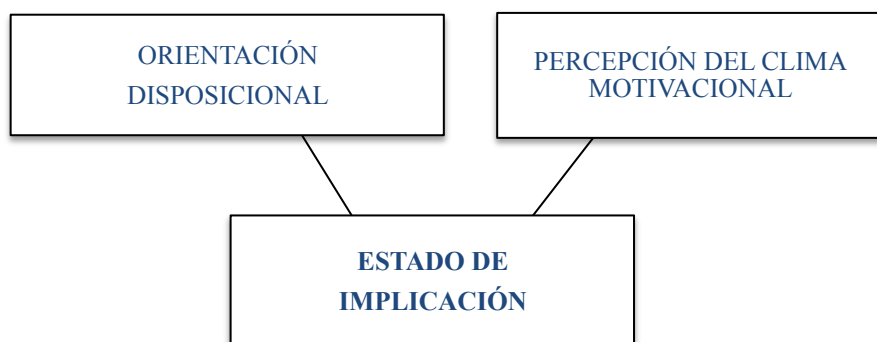 ORIENTACIÓN
DISPOSICIONAL
PERCEPCIÓN DEL CLIMA
MOTIVACIONAL
ESTADO DE
IMPLICACIÓN